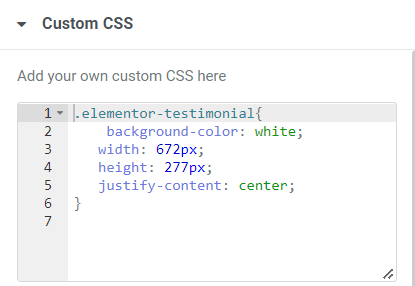 Custom CSS
Add your own custom CSS here
1 .elementor-testimonial{
2 background-color: white;
3 width: 672px;
4 height: 277px;
5 justify-content: center;
6 }
7